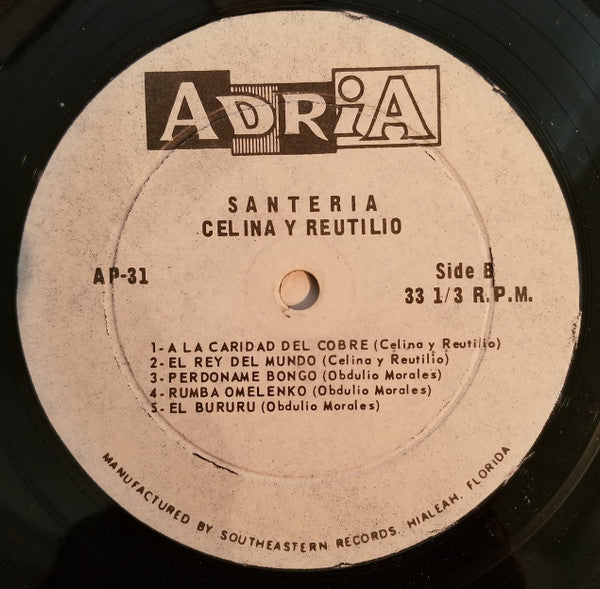 ADRiA
SANTERIA
CELINA Y REUTILIO
AP-31
Side B
33 1/3 R.P.M.
1- A LA CARIDAD DEL COBRE (Celina y Reutilio)
2- EL REY DEL MUNDO (Celina y Reutilio)
3- PERDONAME BONGO (Obdulio Morales)
4- RUMBA OMELENKO (Obdulio Morales)
5- EL BURURU (Obdulio Morales)
MANUFACTURED BY SOUTHEASTERN RECORDS, HIALEAH, FLORIDA